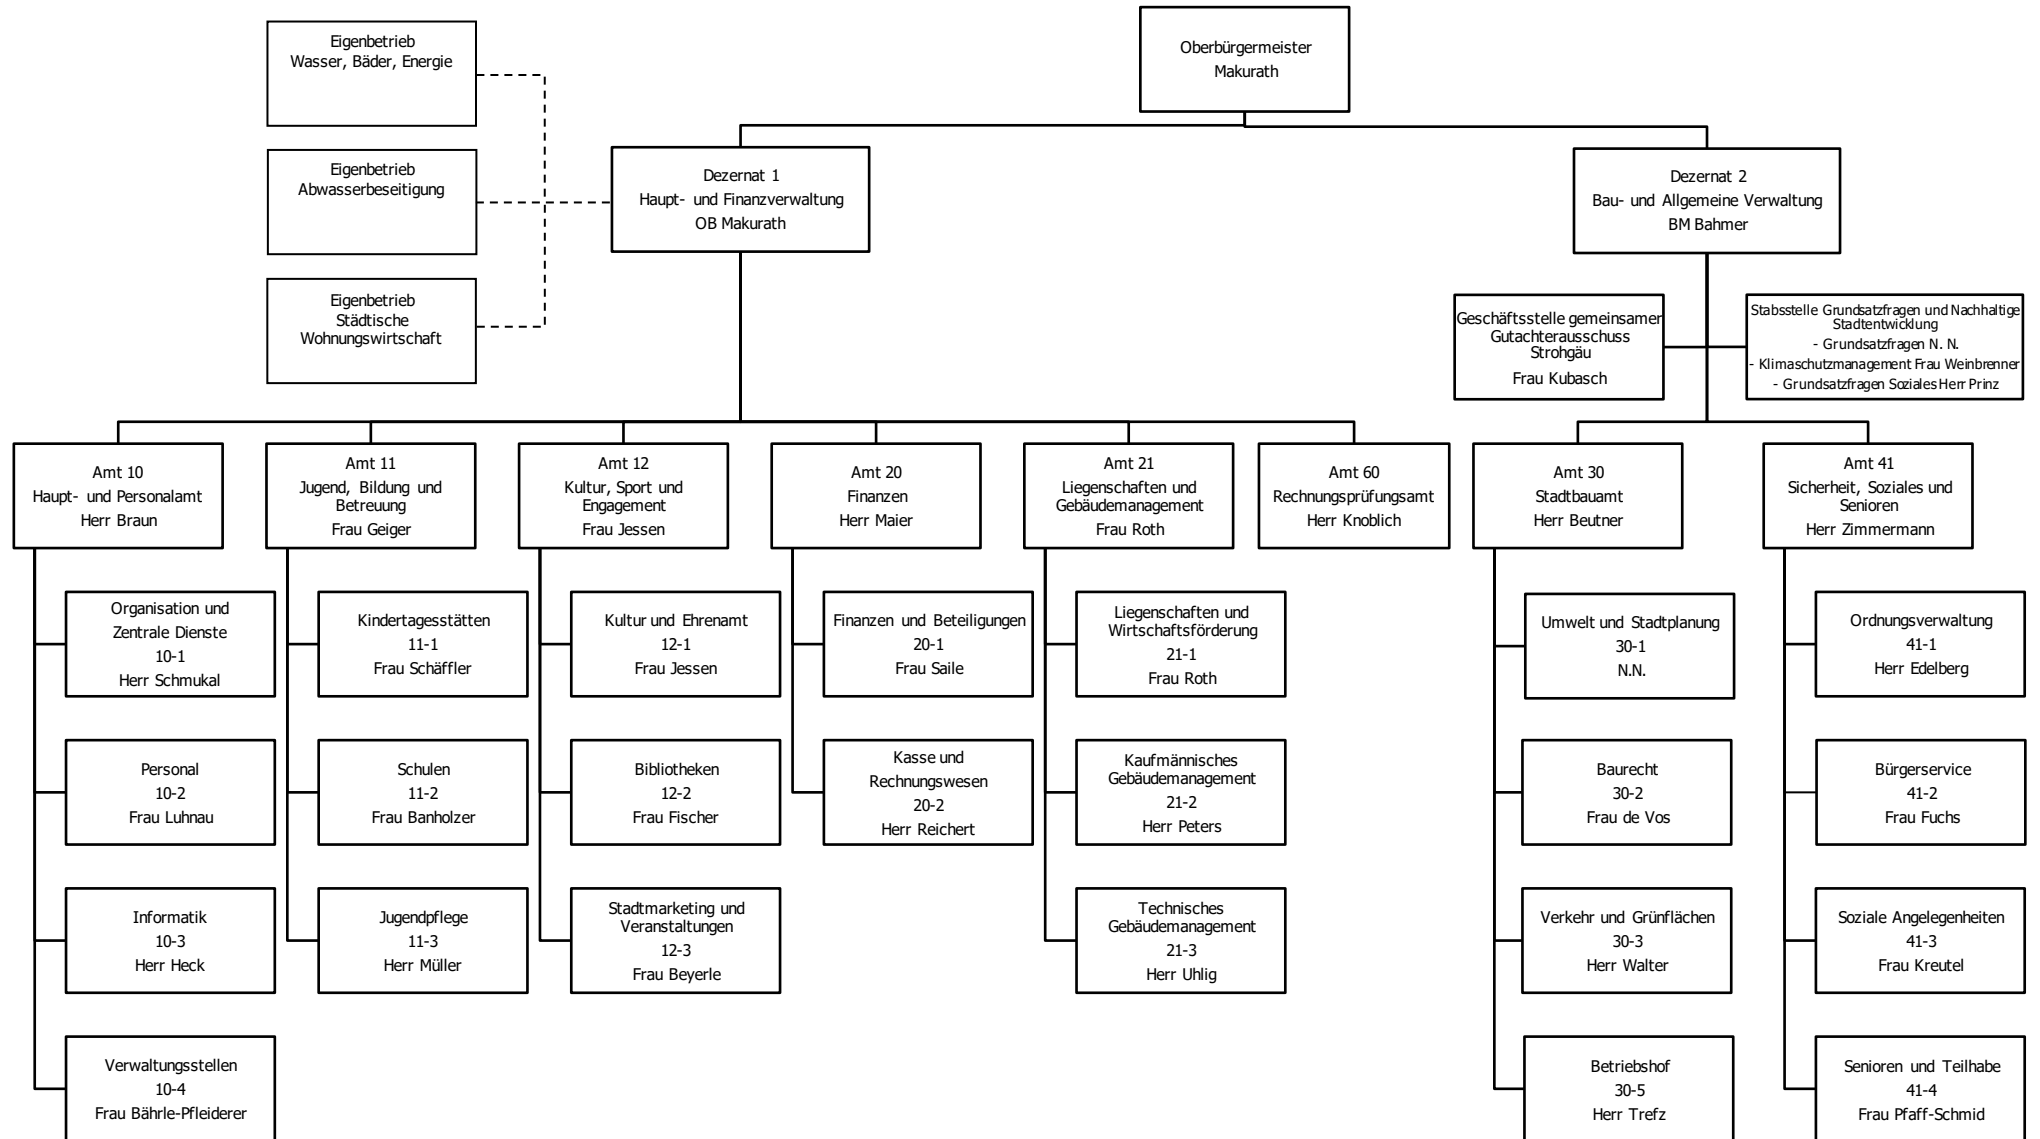 Eigenbetrieb
Wasser, Bäder, Energie
Oberbürgermeister
Makurath
Eigenbetrieb
Abwasserbeseitigung
Dezernat 1
Haupt- und Finanzverwaltung
OB Makurath
Dezernat 2
Bau- und Allgemeine Verwaltung
BM Bahmer
Eigenbetrieb
Städtische
Wohnungswirtschaft
Geschäftsstelle gemeinsamer
Gutachterausschuss
Strohgäu
Frau Kubasch
Stabsstelle Grundsatzfragen und Nachhaltige
Stadtentwicklung
- Grundsatzfragen N. N.
- Klimaschutzmanagement Frau Weinbrenner
- Grundsatzfragen Soziales Herr Prinz
Amt 10
Haupt- und Personalamt
Herr Braun
Amt 11
Jugend, Bildung und
Betreuung
Frau Geiger
Amt 12
Kultur, Sport und
Engagement
Frau Jessen
Amt 20
Finanzen
Herr Maier
Amt 21
Liegenschaften und
Gebäudemanagement
Frau Roth
Amt 60
Rechnungsprüfungsamt
Herr Knoblich
Amt 30
Stadtbauamt
Herr Beutner
Amt 41
Sicherheit, Soziales und
Senioren
Herr Zimmermann
Organisation und
Zentrale Dienste
10-1
Herr Schmukal
Kindertagesstätten
11-1
Frau Schäffler
Kultur und Ehrenamt
12-1
Frau Jessen
Finanzen und Beteiligungen
20-1
Frau Saile
Liegenschaften und
Wirtschaftsförderung
21-1
Frau Roth
Umwelt und Stadtplanung
30-1
N.N.
Ordnungsverwaltung
41-1
Herr Edelberg
Personal
10-2
Frau Luhnau
Schulen
11-2
Frau Banholzer
Bibliotheken
12-2
Frau Fischer
Kasse und
Rechnungswesen
20-2
Herr Reichert
Kaufmännisches
Gebäudemanagement
21-2
Herr Peters
Baurecht
30-2
Frau de Vos
Bürgerservice
41-2
Frau Fuchs
Informatik
10-3
Herr Heck
Jugendpflege
11-3
Herr Müller
Stadtmarketing und
Veranstaltungen
12-3
Frau Beyerle
Technisches
Gebäudemanagement
21-3
Herr Uhlig
Verkehr und Grünflächen
30-3
Herr Walter
Soziale Angelegenheiten
41-3
Frau Kreutel
Verwaltungsstellen
10-4
Frau Bährle-Pfleiderer
Betriebshof
30-5
Herr Trefz
Senioren und Teilhabe
41-4
Frau Pfaff-Schmid